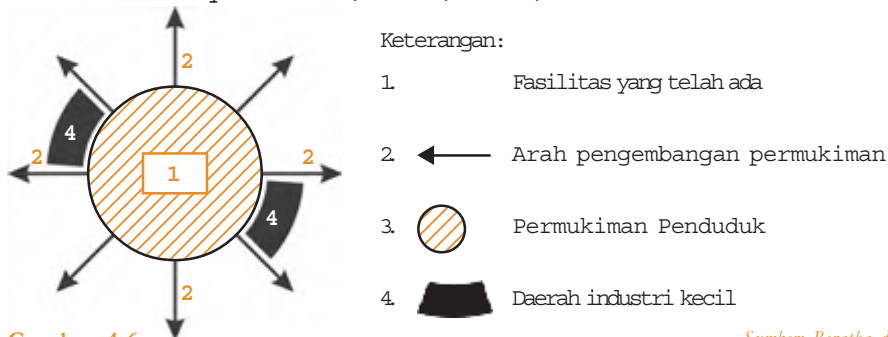 Keterangan:
1. Fasilitas yang telah ada
2. Arah pengembangan permukiman
3. Permukiman Penduduk
4. Daerah industri kecil
2
4
2
1
2
4
2